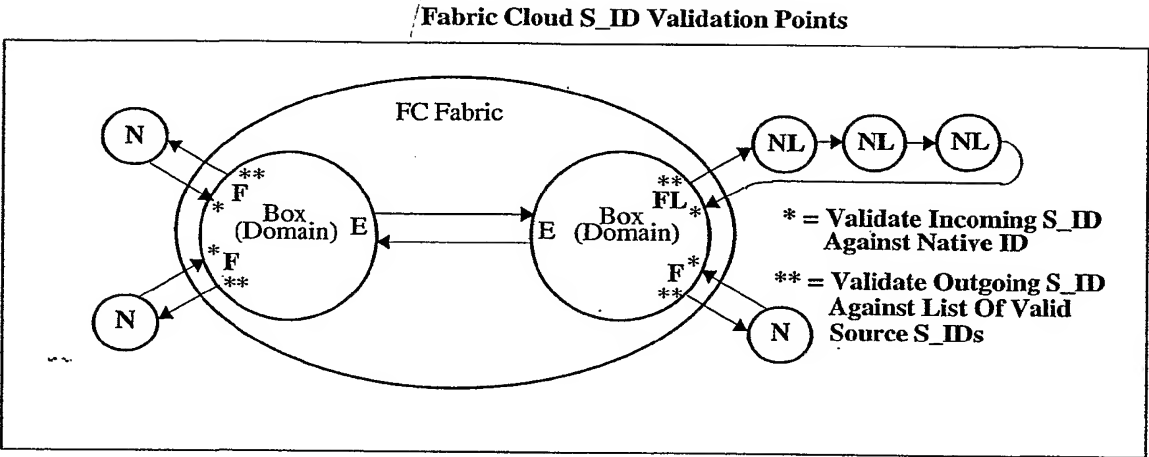 Fabric Cloud S_ID Validation Points
FC Fabric
N
**
F
*
Box
(Domain)
E
* F
**
N
E
Box
(Domain)
**
FL *
F *
**
NL
NL
NL
N
* = Validate Incoming S_ID
Against Native ID
** = Validate Outgoing S_ID
Against List Of Valid
Source S_IDs